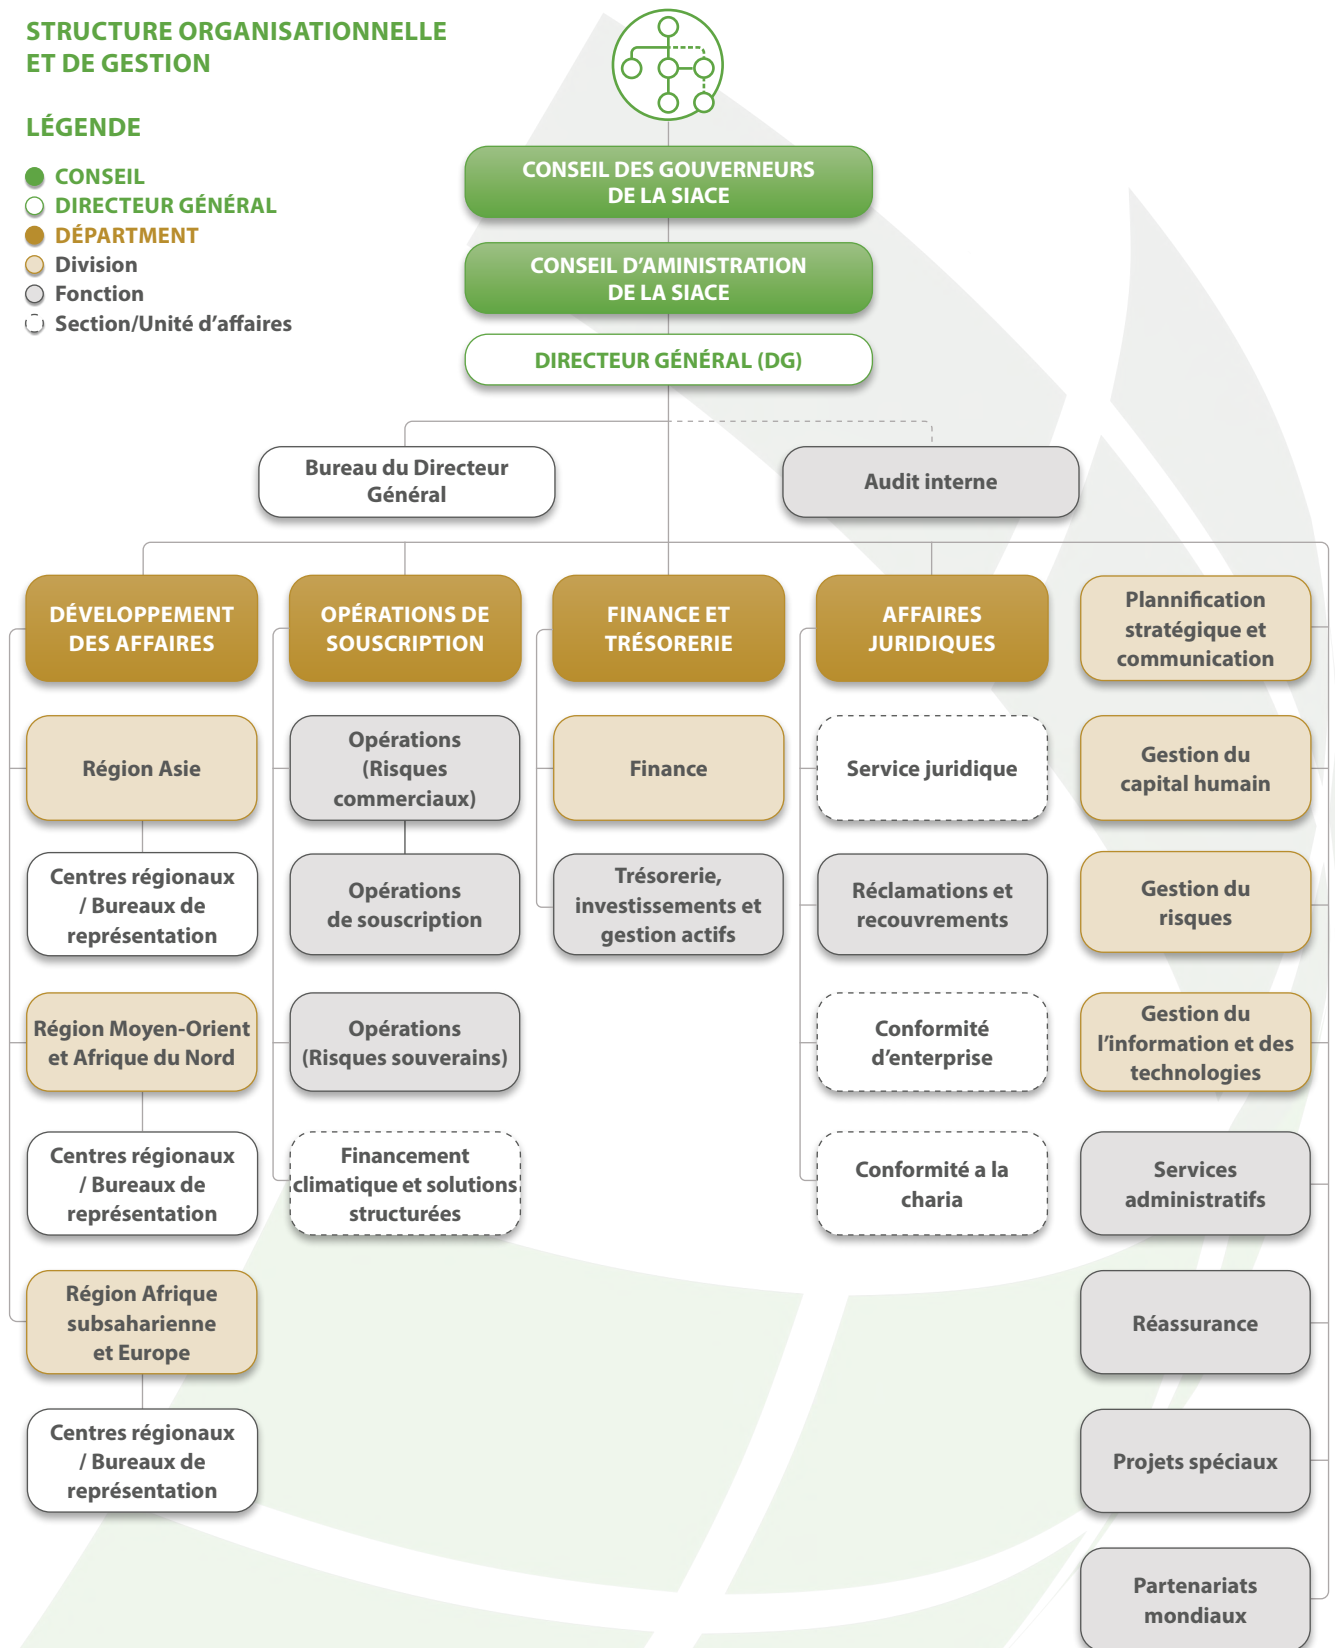 STRUCTURE ORGANISATIONNELLE
ET DE GESTION
LÉGENDE
CONSEIL
DIRECTEUR GÉNÉRAL
DÉPARTMENT
Division
Fonction
Section/Unité d’affaires
CONSEIL DES GOUVERNEURS
DE LA SIACE
CONSEIL D’AMINISTRATION
DE LA SIACE
DIRECTEUR GÉNÉRAL (DG)
Bureau du Directeur
Général
Audit interne
DÉVELOPPEMENT
DES AFFAIRES
Région Asie
Centres régionaux
/ Bureaux de
représentation
Région Moyen-Orient
et Afrique du Nord
Centres régionaux
/ Bureaux de
représentation
Région Afrique
subsaharienne
et Europe
Centres régionaux
/ Bureaux de
représentation
OPÉRATIONS DE
SOUSCRIPTION
Opérations
(Risques
commerciaux)
Opérations
de souscription
Opérations
(Risques souverains)
Financement
climatique et solutions
structurées
FINANCE ET
TRÉSORERIE
Finance
Trésorerie,
investissements et
gestion actifs
AFFAIRES
JURIDIQUES
Service juridique
Réclamations et
recouvrements
Conformité
d’enterprise
Conformité a la
charia
Plannification
stratégique et
communication
Gestion du
capital humain
Gestion du
risques
Gestion du
l’information et des
technologies
Services
administratifs
Réassurance
Projets spéciaux
Partenariats
mondiaux